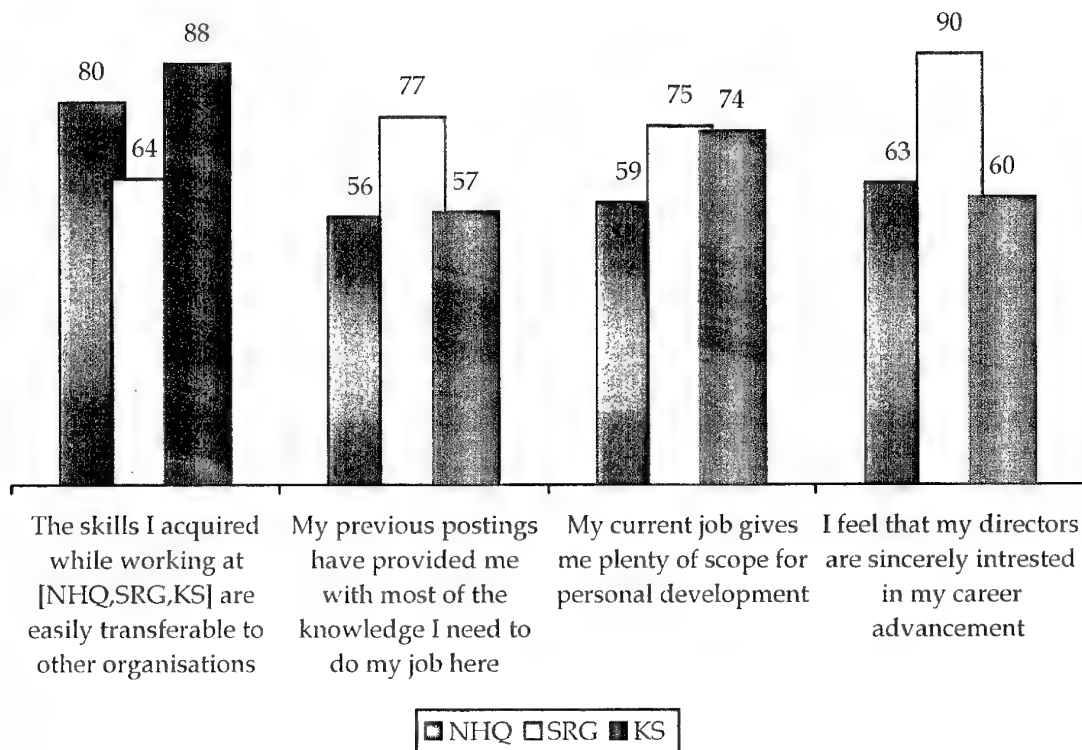 80
64
88
56
77
57
59
75
74
63
90
60
The skills I acquired
while working at
[NHQ,SRG,KS] are
easily transferable to
other organisations
My previous postings
have provided me
with most of the
knowledge I need to
do my job here
My current job gives
me plenty of scope for
personal development
I feel that my directors
are sincerely intrested
in my career
advancement
NHQ SRG KS